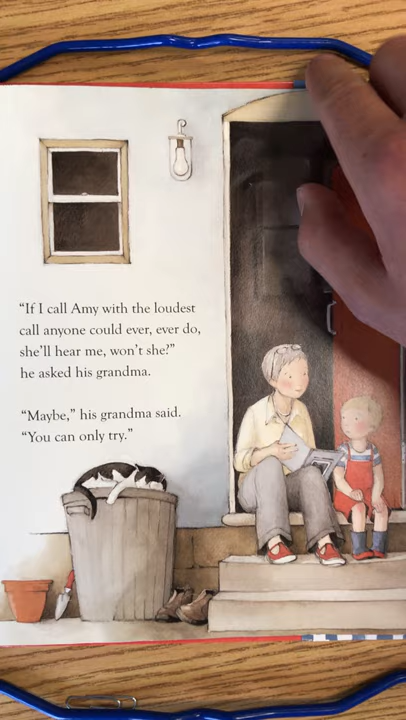 “If I call Amy with the loudest
call anyone could ever, ever do,
she’ll hear me, won’t she?”
he asked his grandma.
“Maybe,” his grandma said.
“You can only try.”